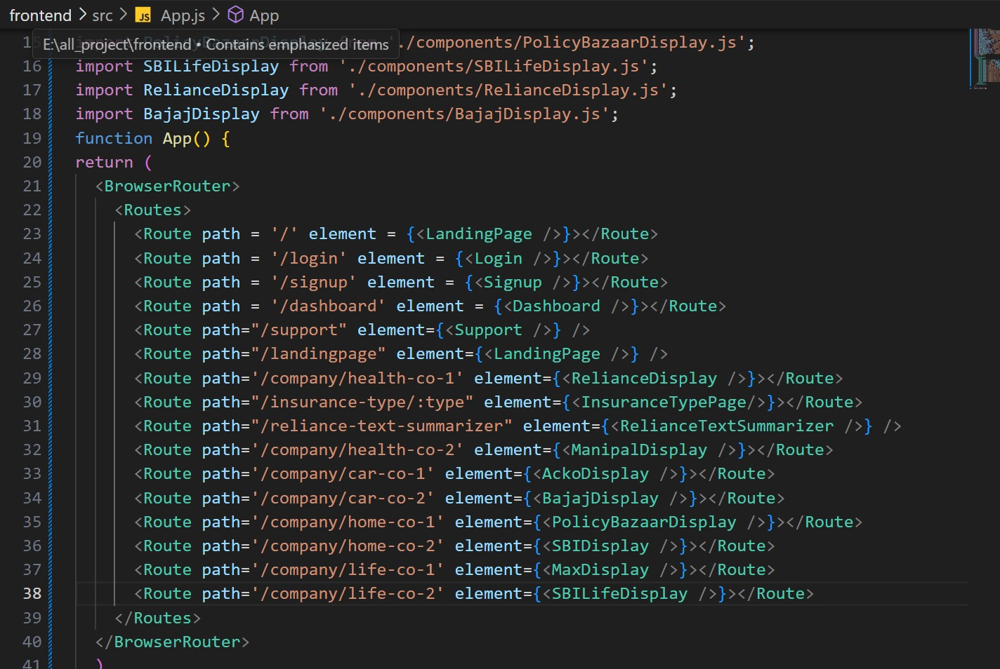 frontend > src > JS App.js > App
15 import PolicyBazaarDisplay from './components/PolicyBazaarDisplay.js';
E:\all_project\frontend • Contains emphasized items
16 import SBILifeDisplay from './components/SBILifeDisplay.js';
17 import RelianceDisplay from './components/RelianceDisplay.js';
18 import BajajDisplay from './components/BajajDisplay.js';
19 function App() {
20 return (
21 <BrowserRouter>
22 <Routes>
23 <Route path = '/' element = {<LandingPage />}></Route>
24 <Route path = '/login' element = {<Login />}></Route>
25 <Route path = '/signup' element = {<Signup />}></Route>
26 <Route path = '/dashboard' element = {<Dashboard />}></Route>
27 <Route path="/support" element={<Support />} />
28 <Route path="/landingpage" element={<LandingPage />} />
29 <Route path='/company/health-co-1' element={<RelianceDisplay />}></Route>
30 <Route path="/insurance-type/:type" element={<InsuranceTypePage/>}></Route>
31 <Route path="/reliance-text-summarizer" element={<RelianceTextSummarizer />} />
32 <Route path='/company/health-co-2' element={<ManipalDisplay />}></Route>
33 <Route path='/company/car-co-1' element={<AckoDisplay />}></Route>
34 <Route path='/company/car-co-2' element={<BajajDisplay />}></Route>
35 <Route path='/company/home-co-1' element={<PolicyBazaarDisplay />}></Route>
36 <Route path='/company/home-co-2' element={<SBIDisplay />}></Route>
37 <Route path='/company/life-co-1' element={<MaxDisplay />}></Route>
38 <Route path='/company/life-co-2' element={<SBILifeDisplay />}></Route>
39 </Routes>
40 </BrowserRouter>
41 )